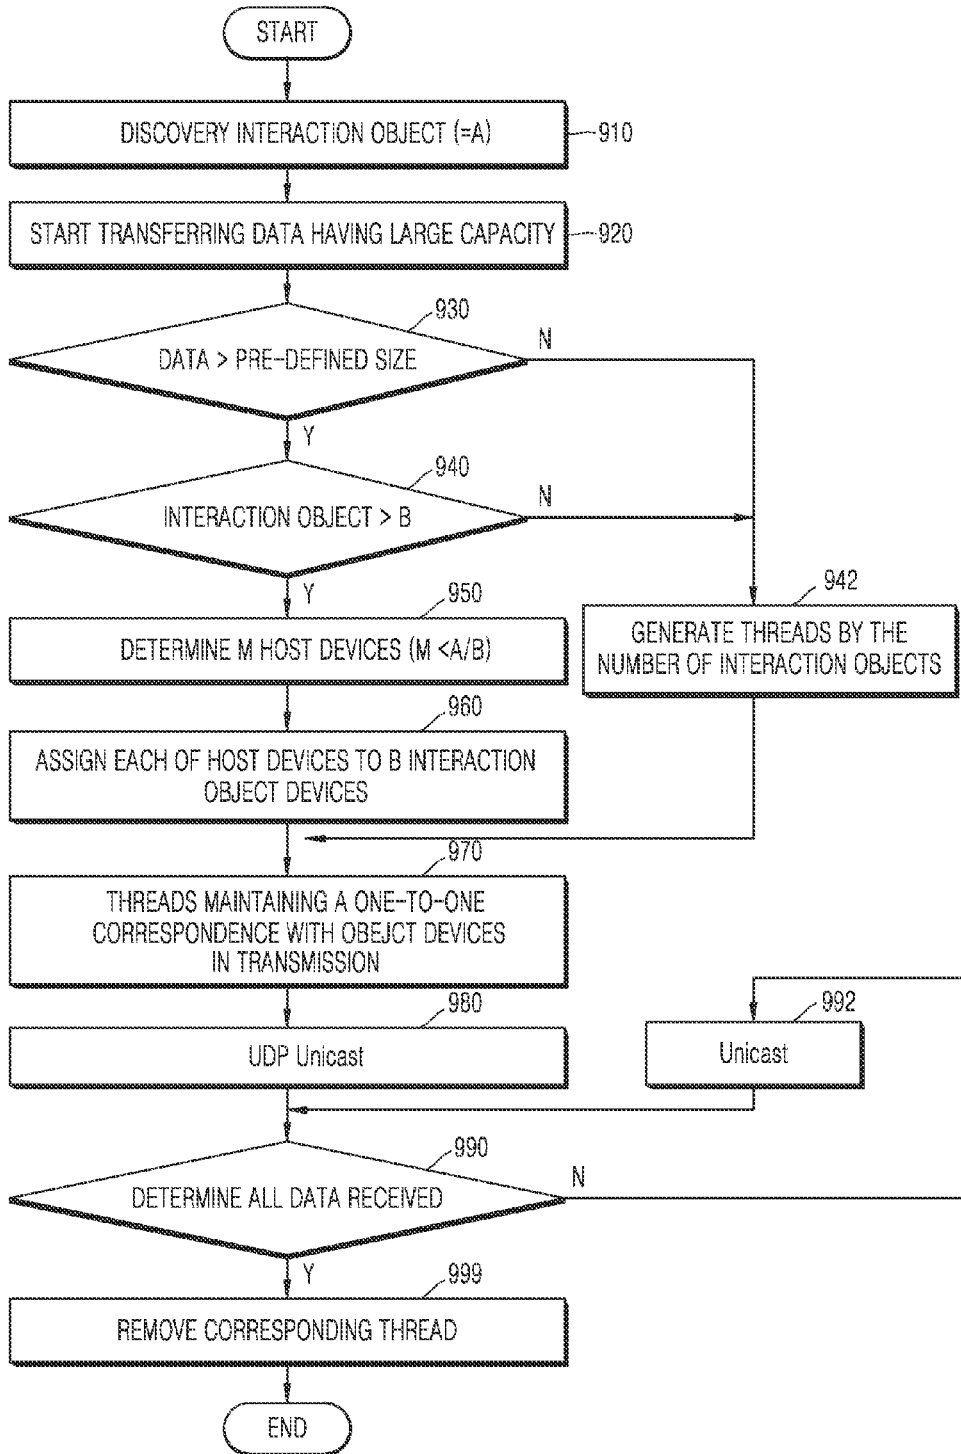 START
DISCOVERY INTERACTION OBJECT (=A)
910
START TRANSFERRING DATA HAVING LARGE CAPACITY
920
930
DATA > PRE-DEFINED SIZE
N
Y
940
INTERACTION OBJECT > B
N
Y
950
DETERMINE M HOST DEVICES (M <A/B)
942
GENERATE THREADS BY THE
NUMBER OF INTERACTION OBJECTS
960
ASSIGN EACH OF HOST DEVICES TO B INTERACTION
OBJECT DEVICES
970
THREADS MAINTAINING A ONE-TO-ONE
CORRESPONDENCE WITH OBEJCT DEVICES
IN TRANSMISSION
980
UDP Unicast
992
Unicast
990
DETERMINE ALL DATA RECEIVED
N
Y
999
REMOVE CORRESPONDING THREAD
END